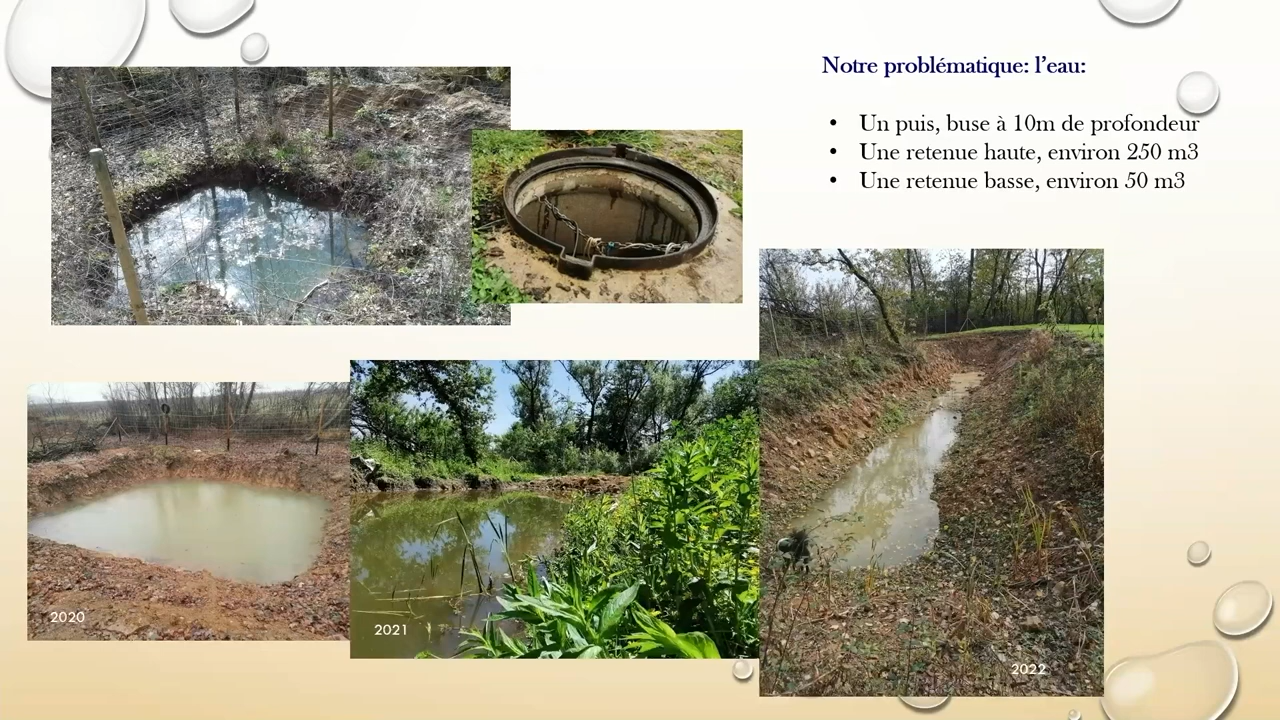 Notre problématique: l’eau:
• Un puis, buse à 10m de profondeur
• Une retenue haute, environ 250 m3
• Une retenue basse, environ 50 m3
2020
2021
2022